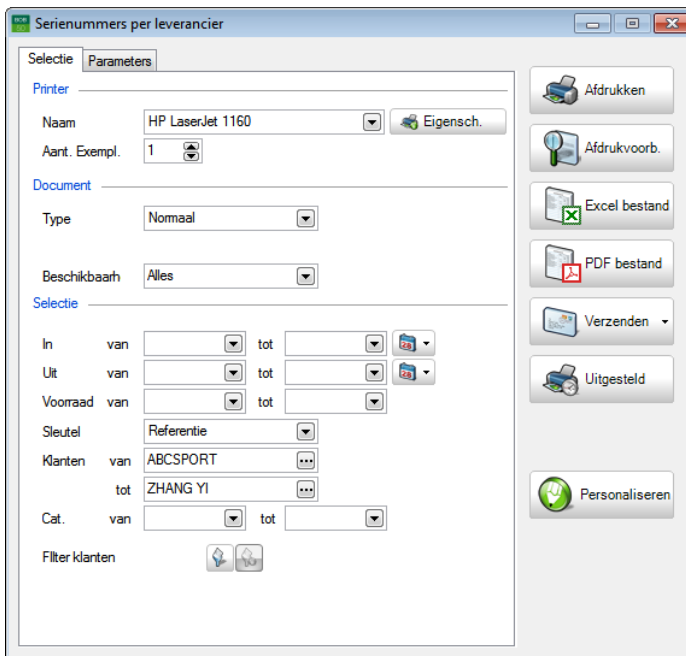 Serienummers per leverancier
Selectie Parameters
Printer
Naam HP LaserJet 1160 Eigensch.
Aant. Exempl. 1
Document
Type Normaal
Beschikbaarh Alles
Selectie
In van tot 28
Uit van tot 28
Voorraad van tot
Sleutel Referentie
Klanten van ABCSPORT
tot ZHANG YI
Cat. van tot
FIlter klanten
Afdrukken
Afdrukvoorb.
Excel bestand
PDF bestand
Verzenden
Uitgesteld
Personaliseren